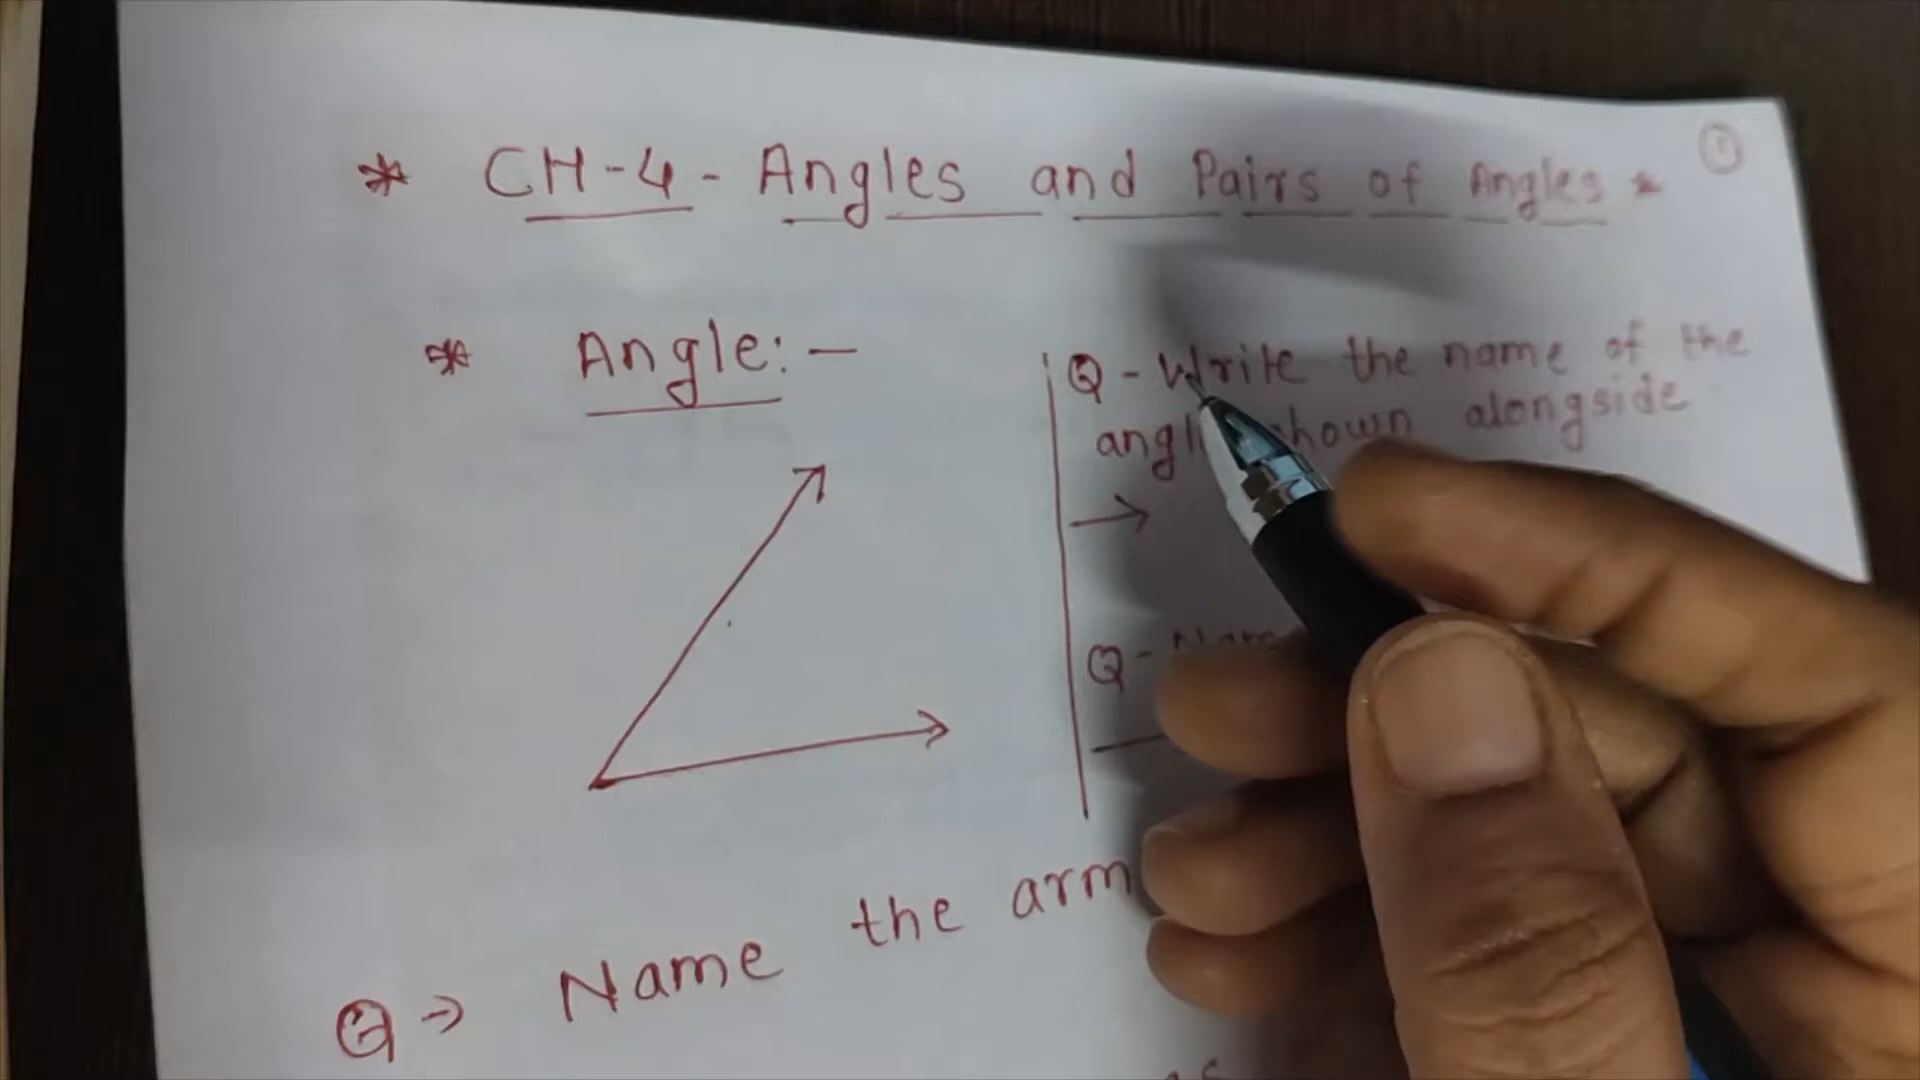 * CH-4-Angles and Pairs of Angles *
1
* Angle:-
Q-Write the name of the
shown alongside
→
Q-
Q→ Name the arm